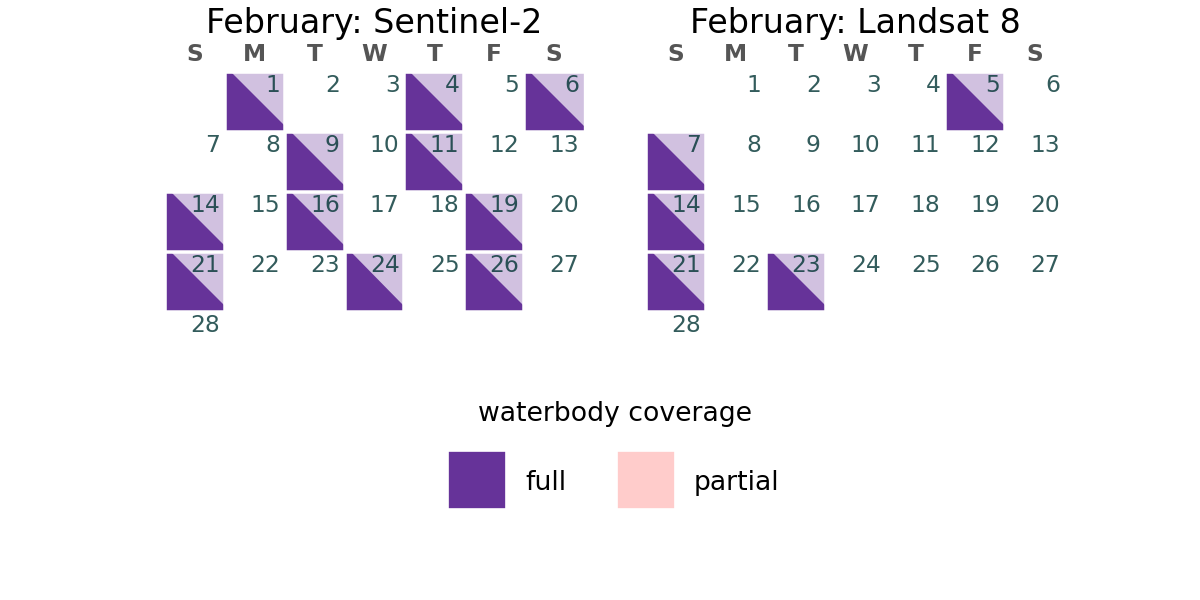 February: Sentinel-2
S M T W T F S
1 2 3 4 5 6
7 8 9 10 11 12 13
14 15 16 17 18 19 20
21 22 23 24 25 26 27
28
February: Landsat 8
S M T W T F S
1 2 3 4 5 6
7 8 9 10 11 12 13
14 15 16 17 18 19 20
21 22 23 24 25 26 27
28
waterbody coverage
full partial